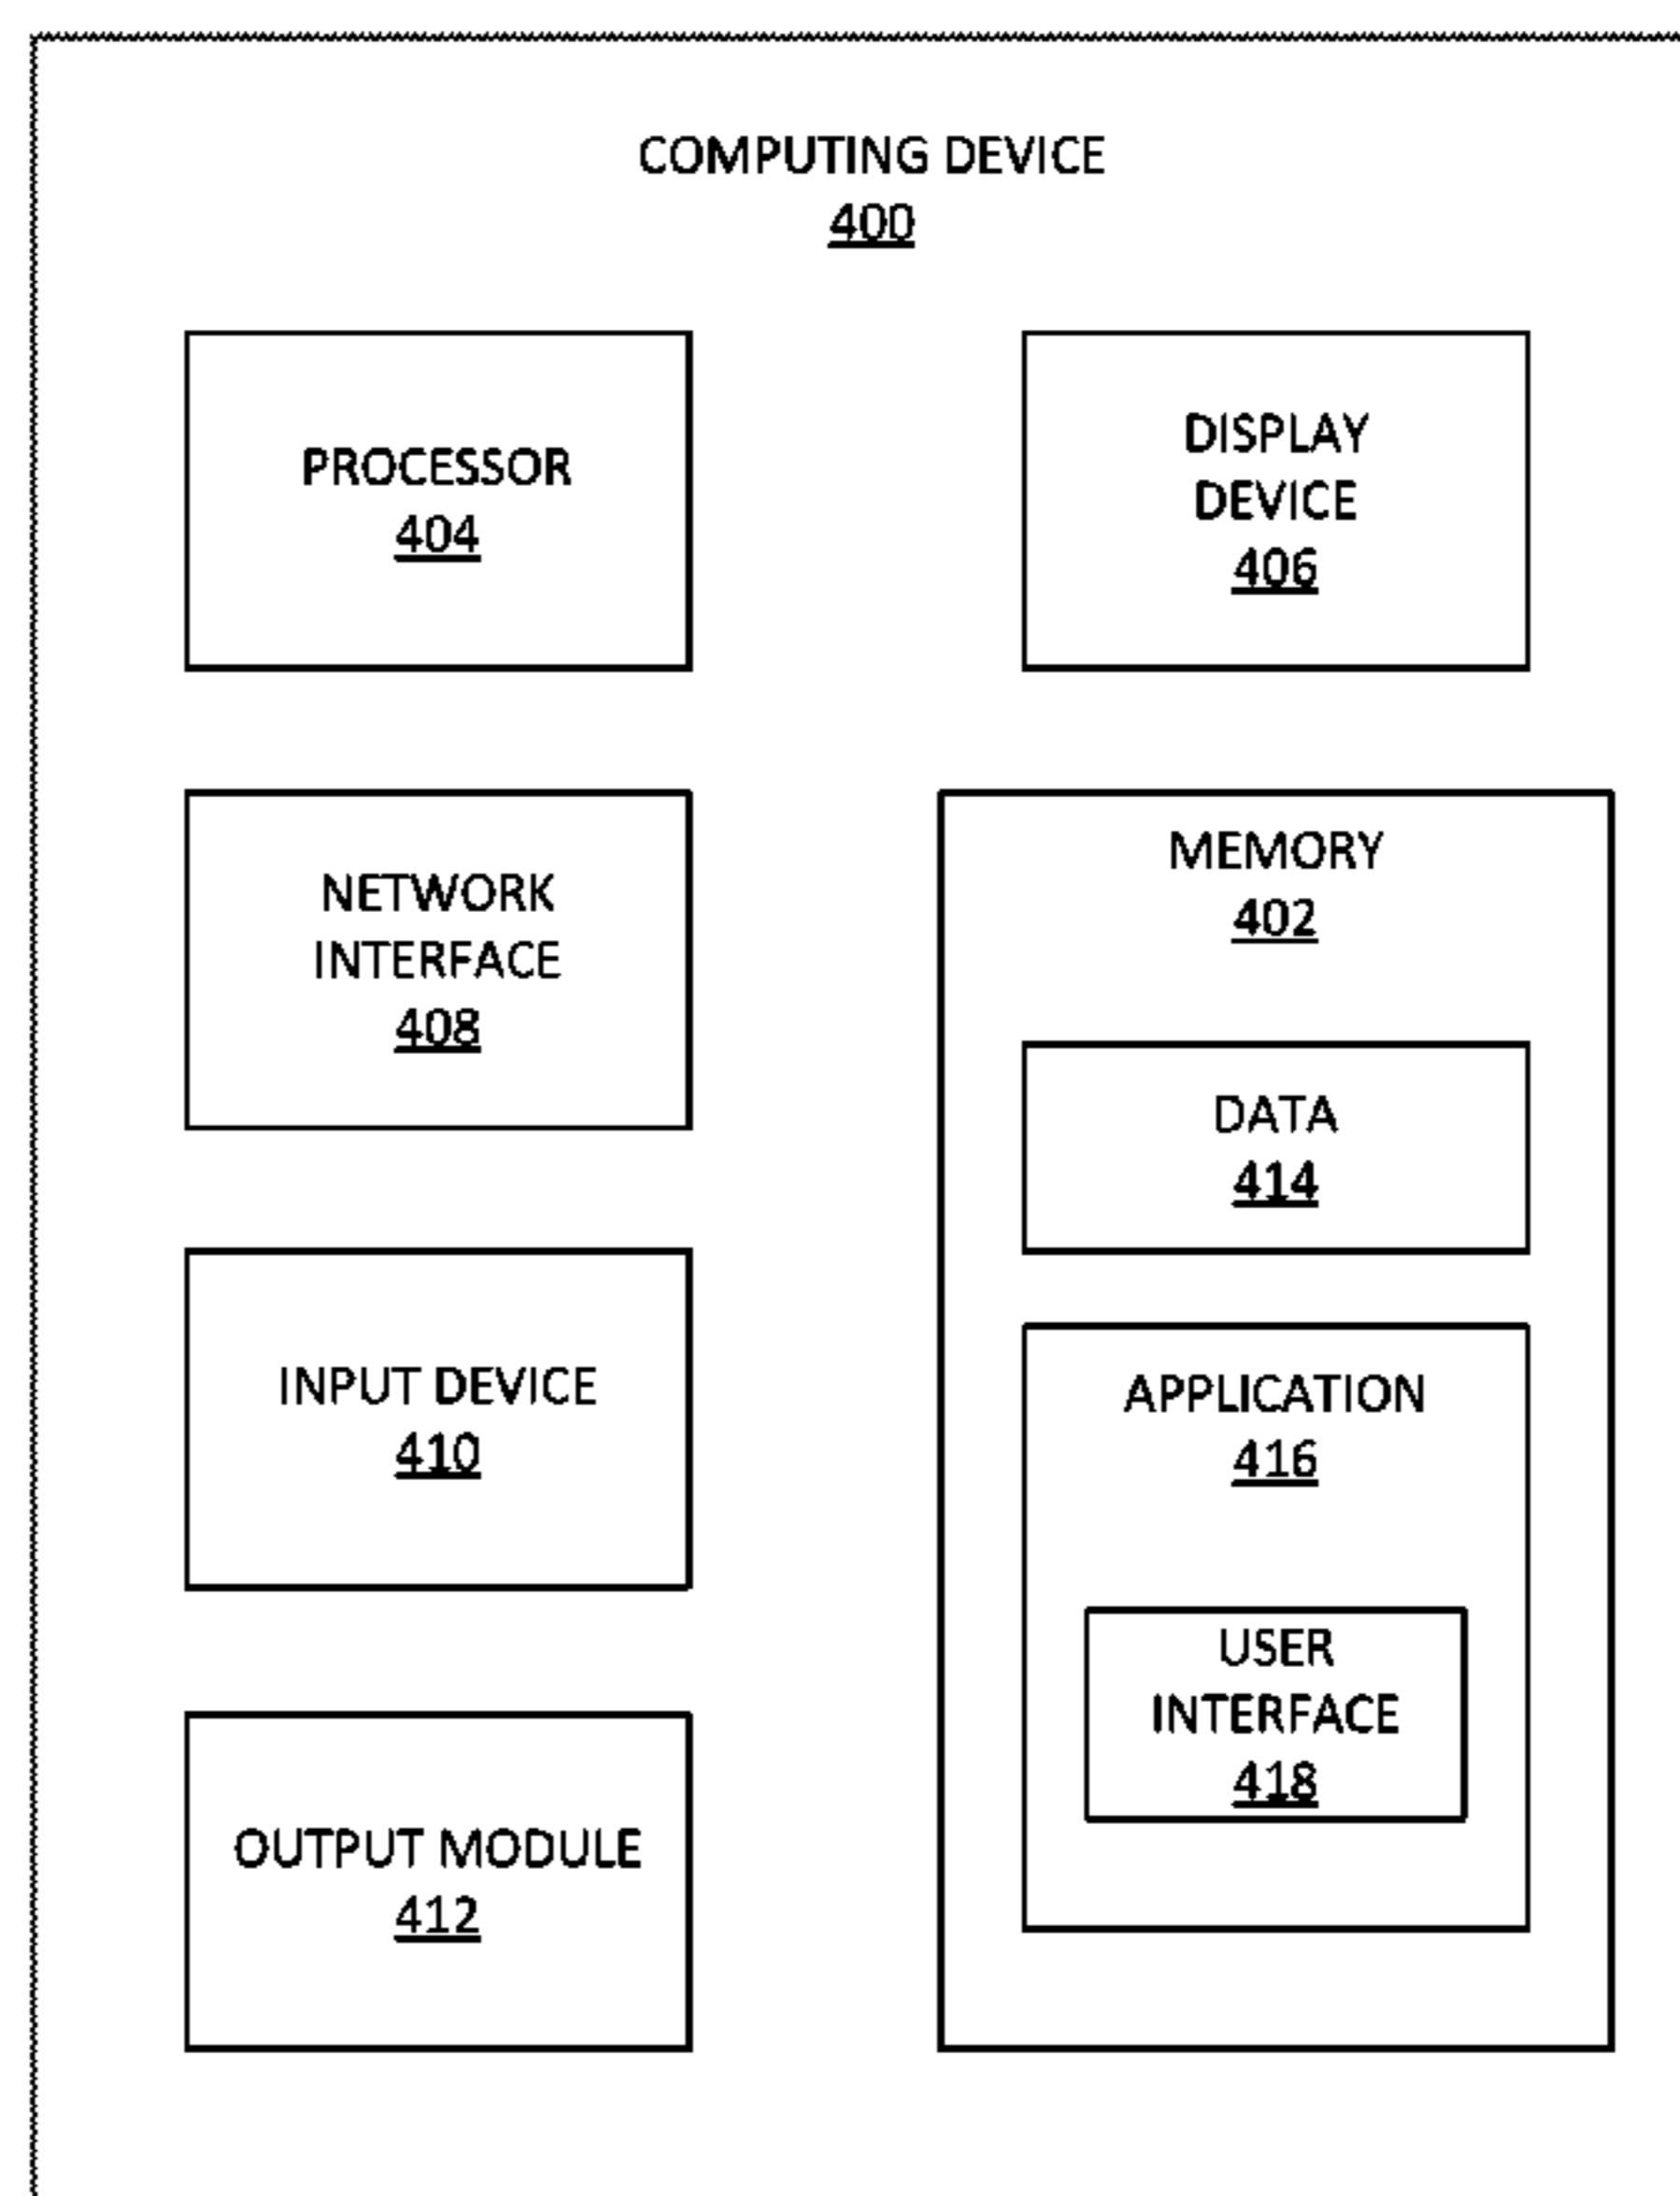 COMPUTING DEVICE
400
PROCESSOR
404
DISPLAY
DEVICE
406
NETWORK
INTERFACE
408
MEMORY
402
DATA
414
INPUT DEVICE
410
APPLICATION
416
USER
INTERFACE
418
OUTPUT MODULE
412